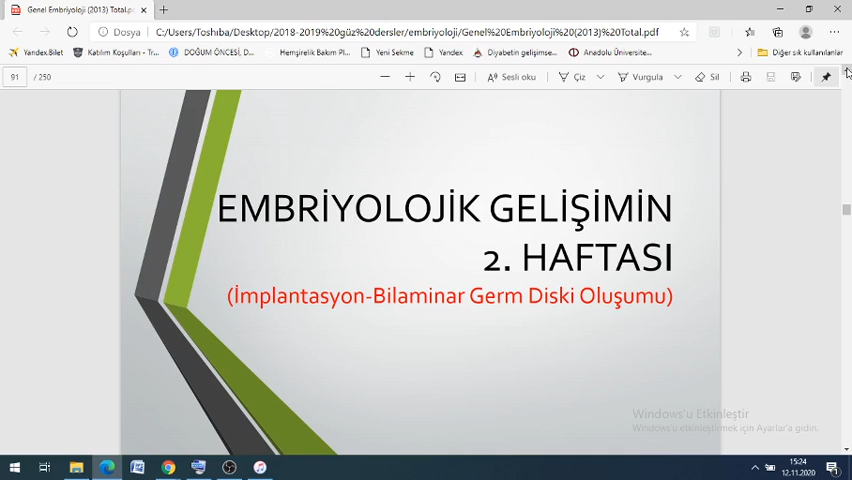 Genel Embriyoloji (2013) Total.p
Dosya
C:/Users/Toshıba/Desktop/2018-2019%20güz%20dersler/embriyoloji/Genel%20Embriyoloji%20(2013)%20Total.pdf
Yandex.Bilet
Katılım Koşulları - Tr...
DOĞUM ÖNCESİ, D...
Hemşirelik Bakım Pl...
Yeni Sekme
Yandex
Diyabetin gelişimse...
Anadolu Üniversite...
Diğer sık kullanılanlar
91 / 250
Sesli oku
Çiz
Vurgula
Sil
EMBRİYOLOJİK GELİŞİMİN
2. HAFTASI
(İmplantasyon-Bilaminar Germ Diski Oluşumu)
Windows'u Etkinleştir
Windows'u etkinleştirmek için Ayarlar'a gidin.
15:24
12.11.2020